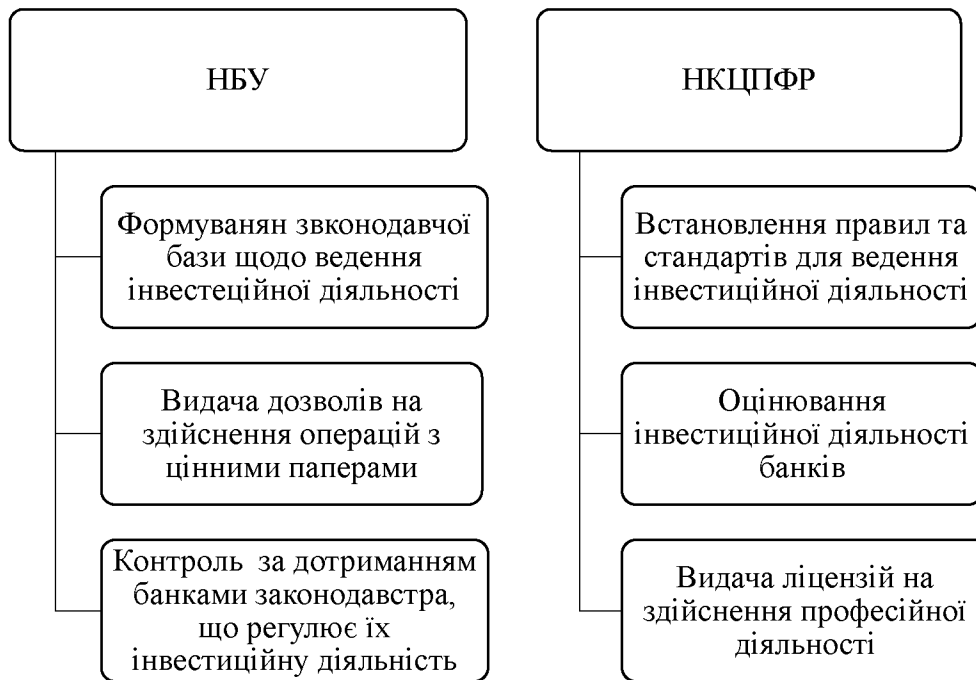 НБУ
Формуванян звконодавчої
бази щодо ведення
інвестеційної діяльності
Видача дозволів на
здійснення операцій з
цінними паперами
Контроль за дотриманням
банками законодавстра,
що регулює їх
інвестиційну діяльність
НКЦПФР
Встановлення правил та
стандартів для ведення
інвестиційної діяльності
Оцінювання
інвестиційної діяльності
банків
Видача ліцензій на
здійснення професійної
діяльності